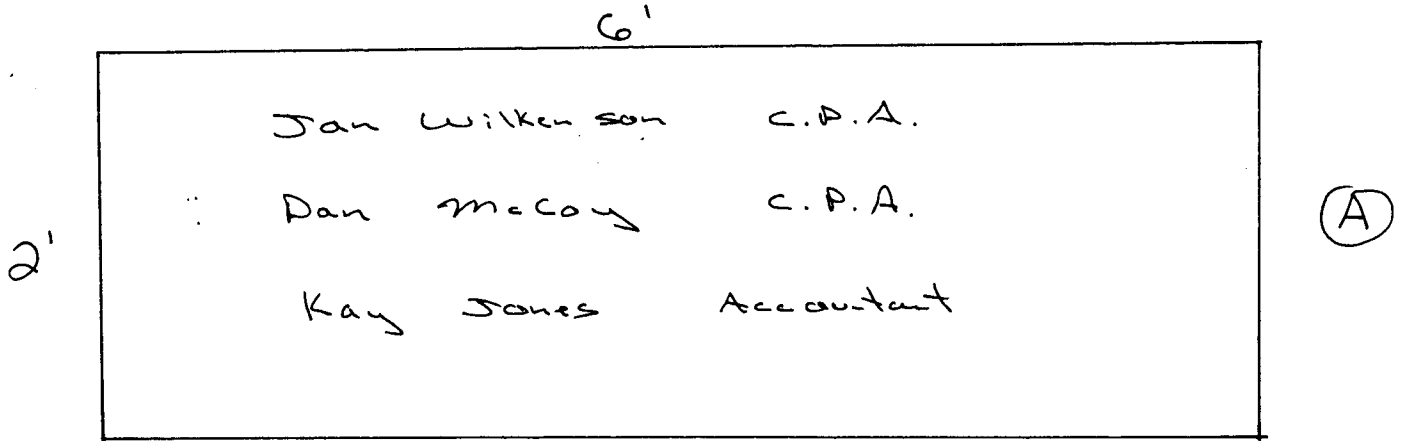 6'
Jan Wilkenson C.P.A.
Dan McCoy C.P.A.
2'
A
Kay Jones Accountant